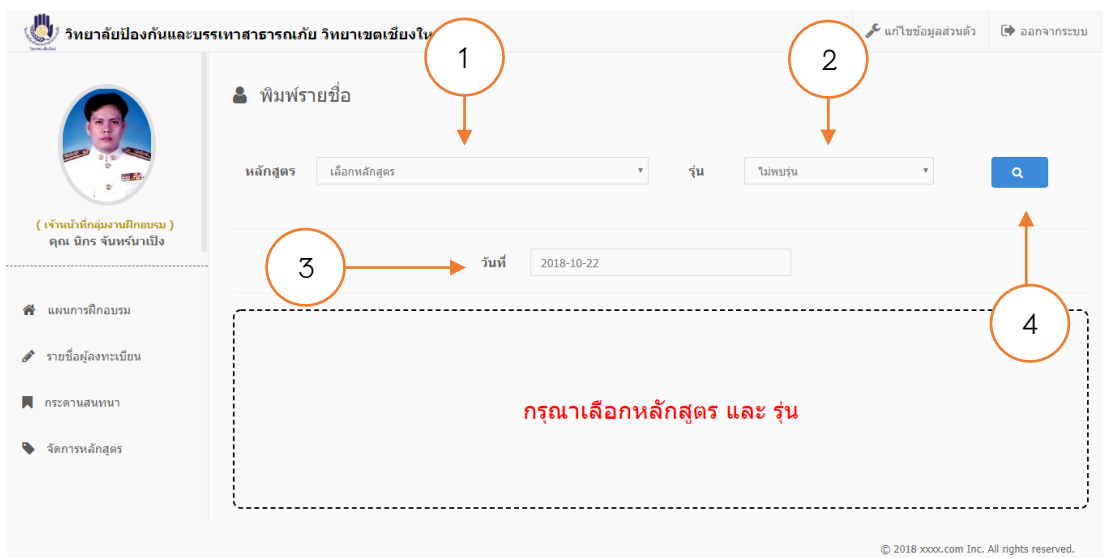 วิทยาลัยป้องกันและบรรเทาสาธารณภัย วิทยาเขตเชียงให
แก้ไขข้อมูลส่วนตัว
ออกจากระบบ
1
2
พิมพ์รายชื่อ
หลักสูตร เลือกหลักสูตร รุ่น ไม่พบรุ่น
( เจ้าหน้าที่กลุ่มงานฝึกอบรม )
คุณ นิกร จันทร์นาเปิง
3
วันที่ 2018-10-22
4
แผนการฝึกอบรม
รายชื่อผู้ลงทะเบียน
กระดานสนทนา
จัดการหลักสูตร
กรุณาเลือกหลักสูตร และ รุ่น
© 2018 xxxx.com Inc. All rights reserved.